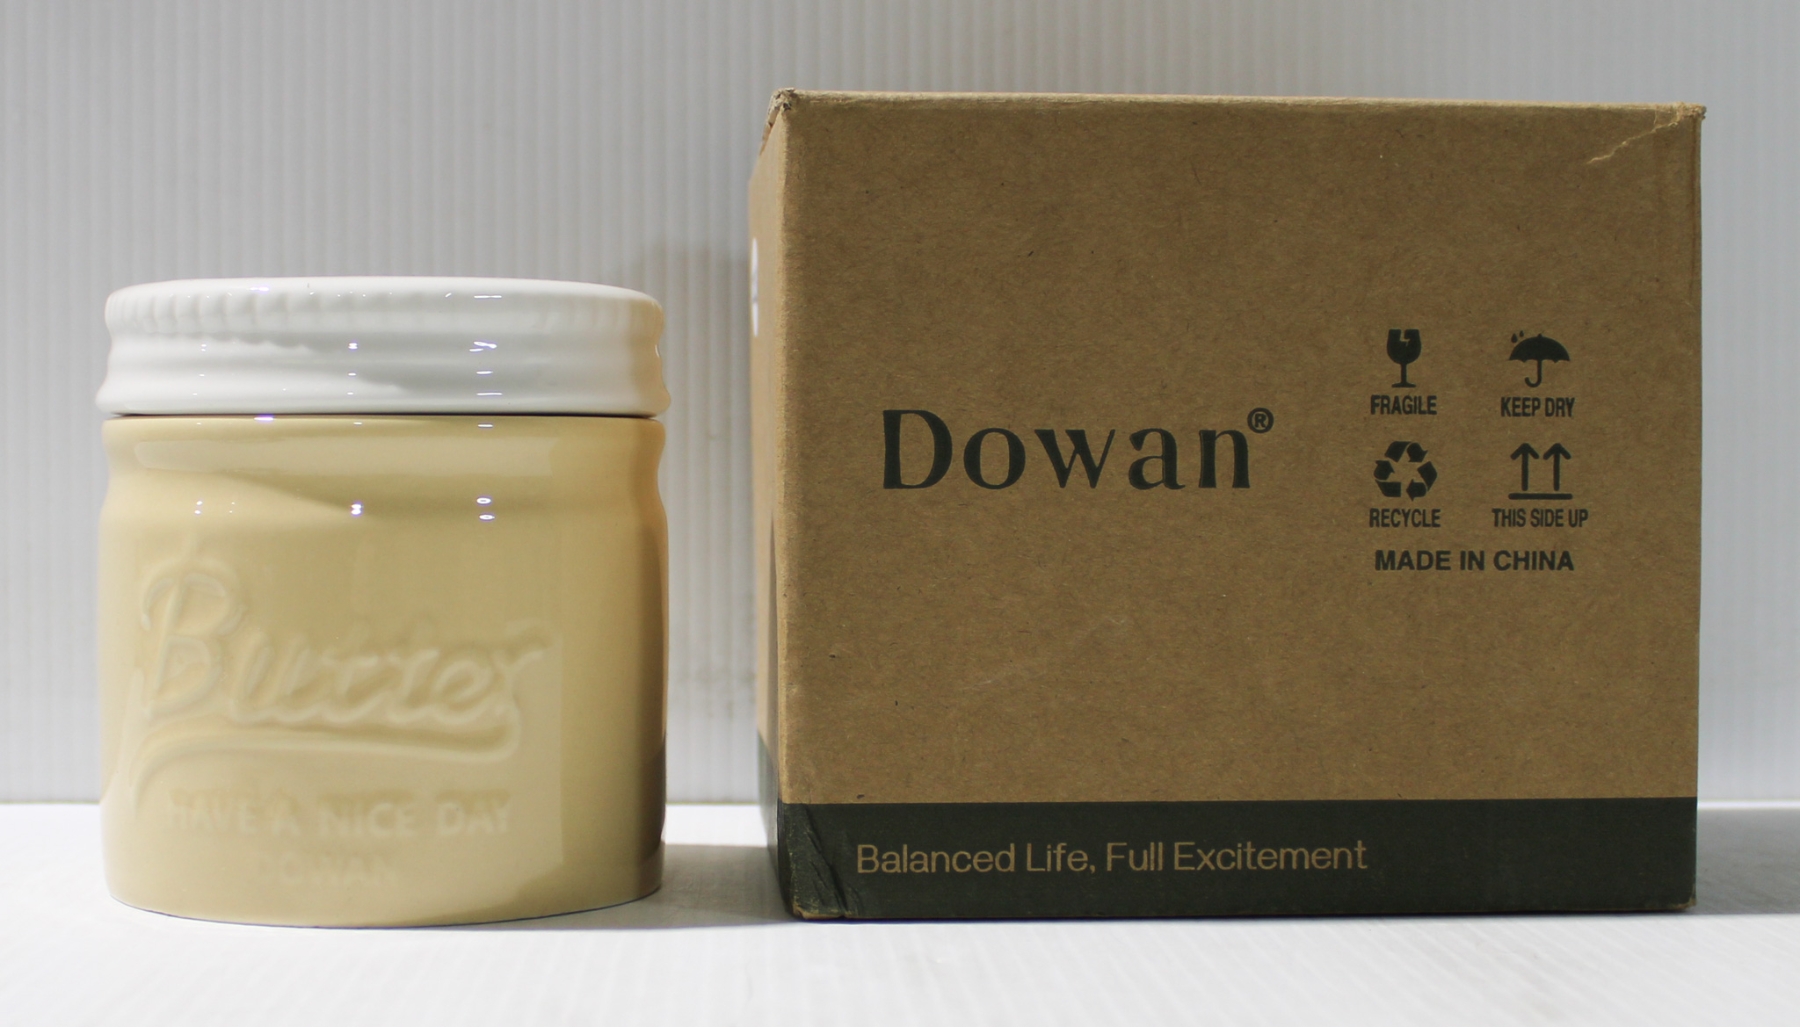 Butter
HAVE A NICE DAY
DOWAN
Dowan®
FRAGILE
KEEP DRY
RECYCLE
THIS SIDE UP
MADE IN CHINA
Balanced Life, Full Excitement